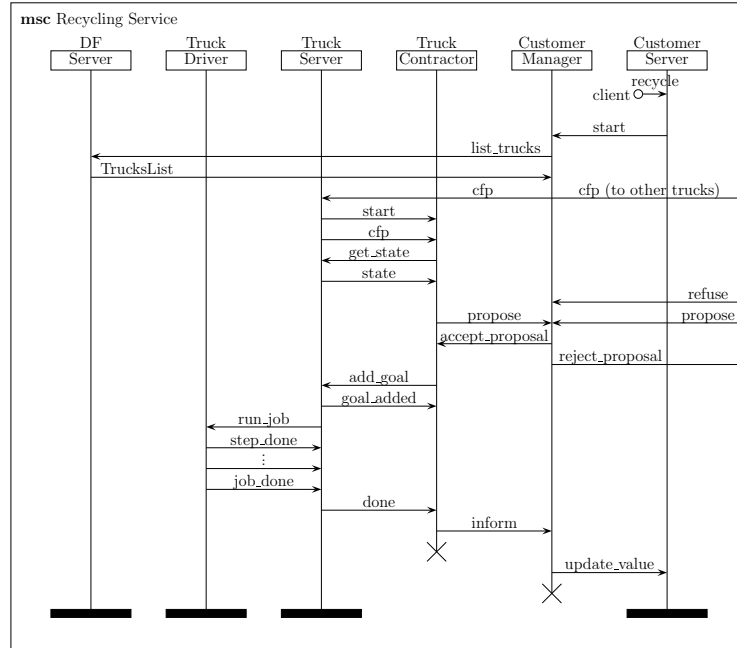 msc Recycling Service
DF Truck Truck Truck Customer Customer
Server Driver Server Contractor Manager Server
recycle
client
start
list_trucks
TrucksList
cfp cfp (to other trucks)
start
cfp
get_state
state
refuse
propose propose
accept_proposal
reject_proposal
add_goal
goal_added
run_job
step_done
⋮
job_done
done
inform
update_value